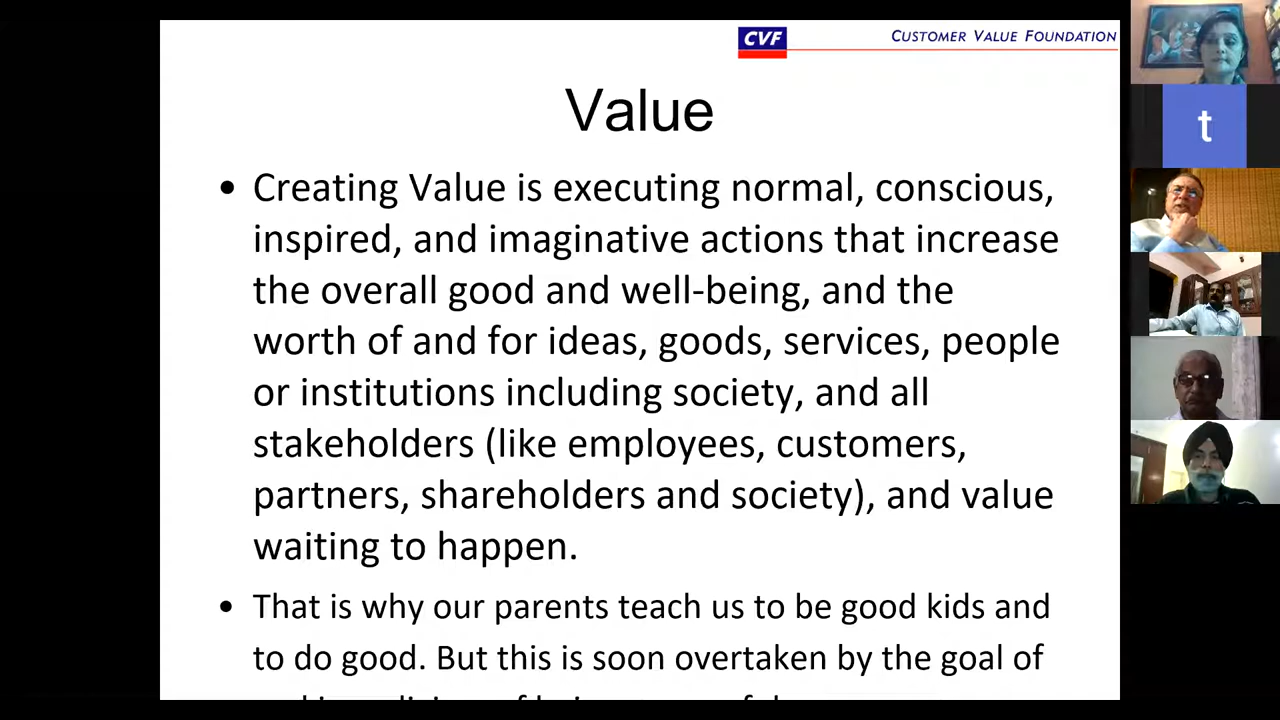 CVF
CUSTOMER VALUE FOUNDATION
Value
• Creating Value is executing normal, conscious,
inspired, and imaginative actions that increase
the overall good and well-being, and the
worth of and for ideas, goods, services, people
or institutions including society, and all
stakeholders (like employees, customers,
partners, shareholders and society), and value
waiting to happen.
• That is why our parents teach us to be good kids and
to do good. But this is soon overtaken by the goal of
t